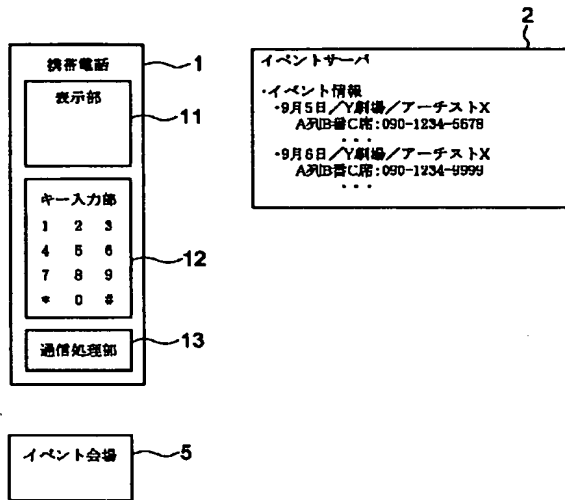 携帯電話
1
表示部
11
キー入力部
1 2 3
4 5 6
7 8 9
* 0 #
12
通信処理部
13
イベント会場
5
2
イベントサーバ
・イベント情報
・9月5日/Y劇場/アーチストX
A列B番C席:090-1234-5678
・・・
・9月6日/Y劇場/アーチストX
A列B番C席:090-1234-9999
・・・